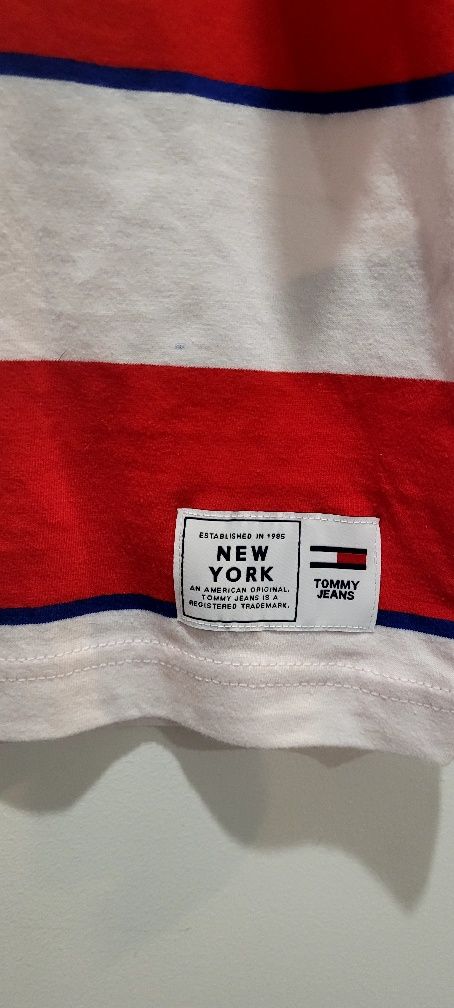 ESTABLISHED IN 1985
NEW
YORK
AN AMERICAN ORIGINAL.
TOMMY JEANS IS A
REGISTERED TRADEMARK.
TOMMY
JEANS